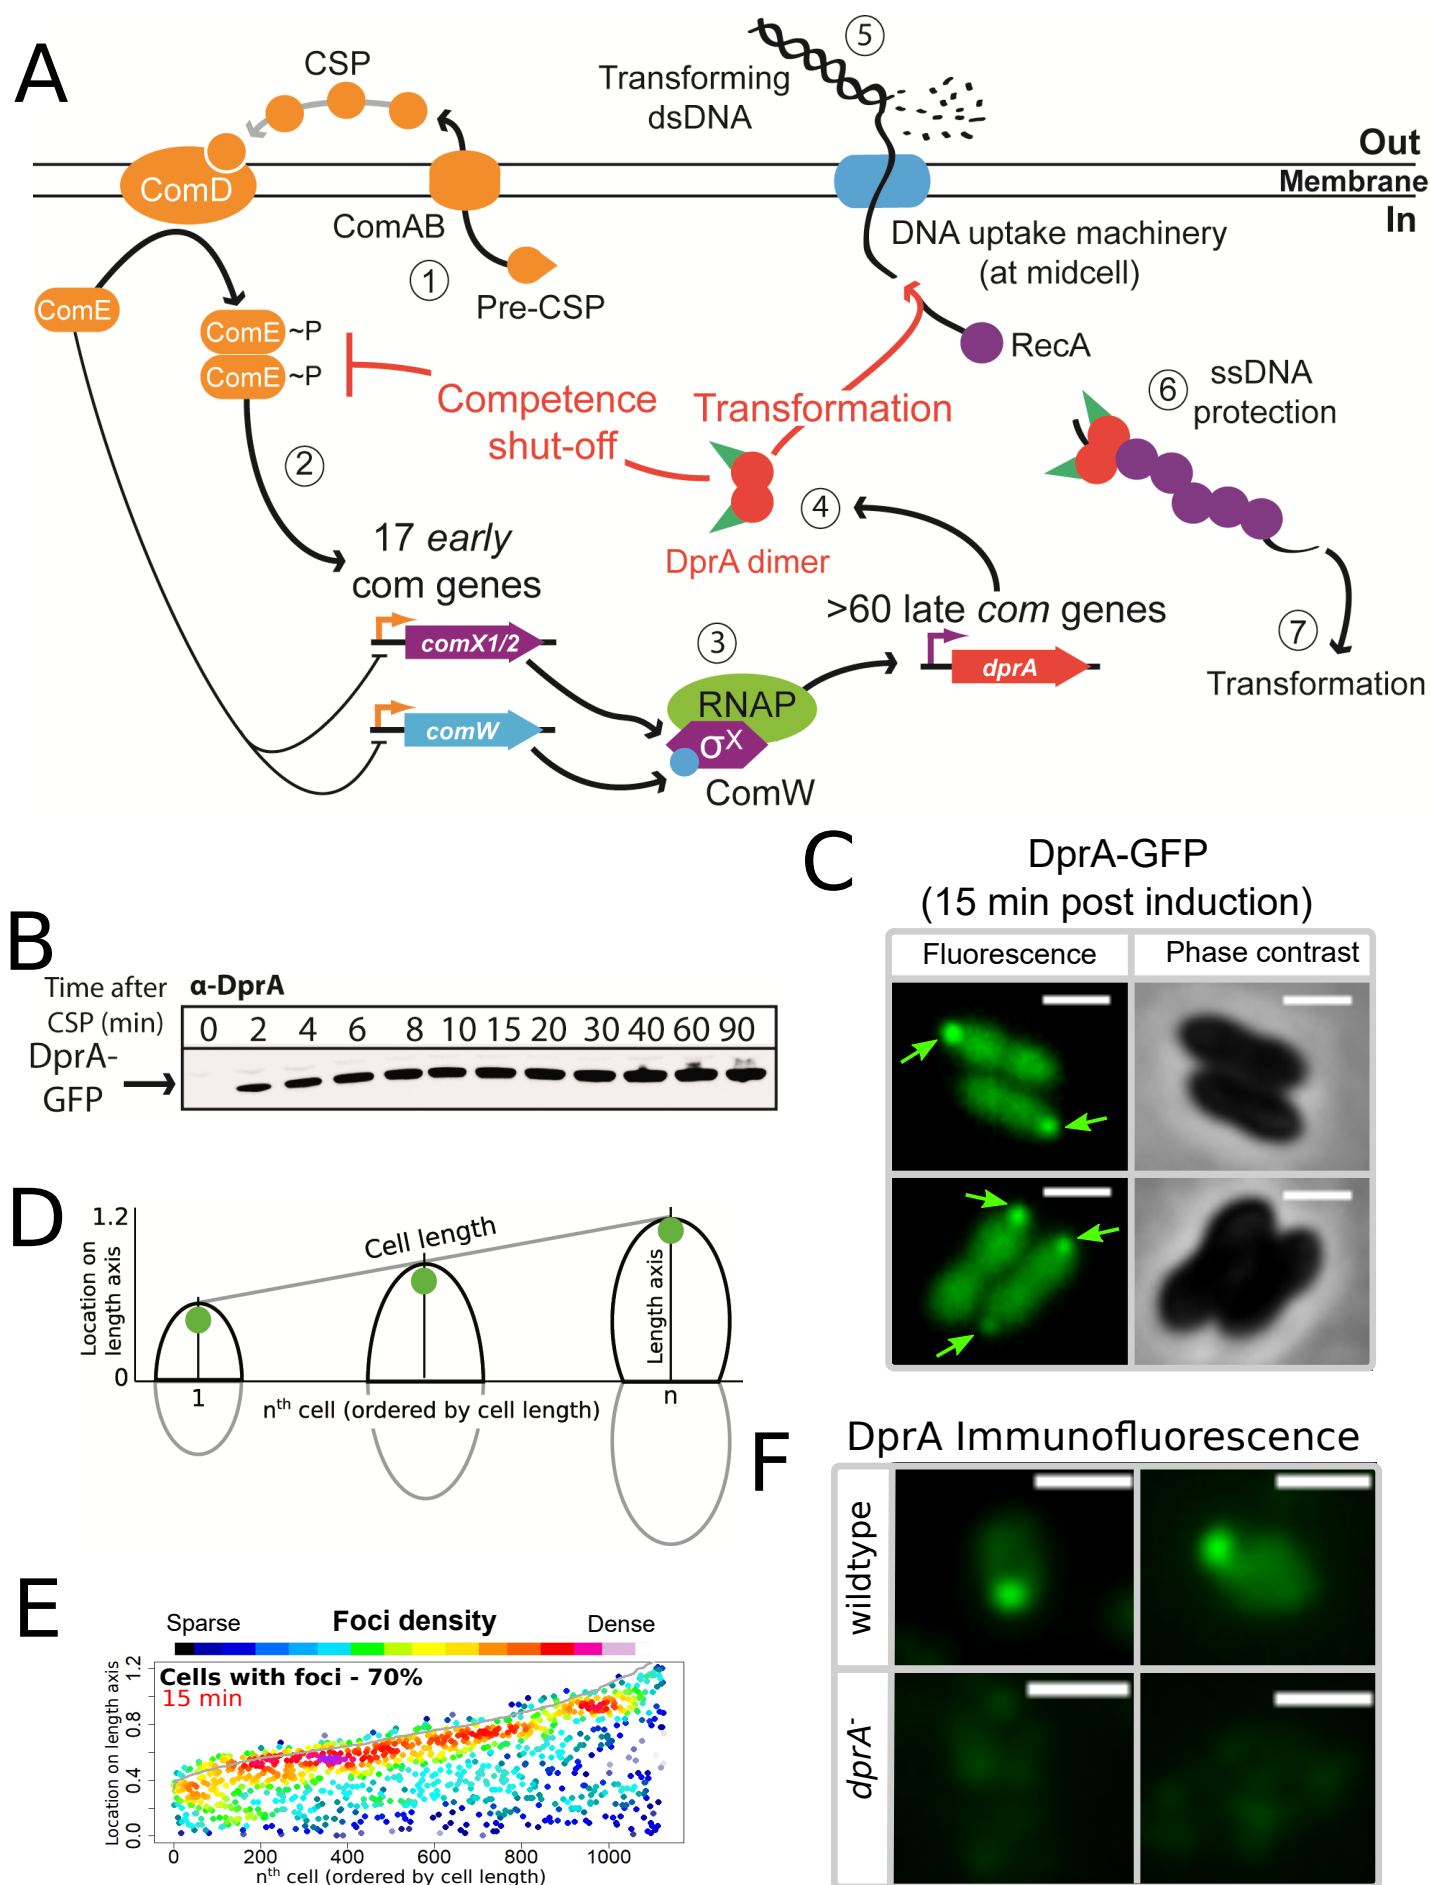 A
CSP
ComD
ComAB
1
Pre-CSP
ComE
ComE ~P
ComE ~P
2
Transforming
dsDNA
5
Out
Membrane
In
DNA uptake machinery
(at midcell)
RecA
Competence
shut-off
Transformation
6
ssDNA
protection
4
DprA dimer
17 early
com genes
comX1/2
comW
3
RNAP
σX
ComW
>60 late com genes
dprA
7
Transformation
B
Time after
CSP (min)
α-DprA
0 2 4 6 8 10 15 20 30 40 60 90
DprA-
GFP
C
DprA-GFP
(15 min post induction)
Fluorescence
Phase contrast
D
Location on
length axis
1.2
0
Cell length
Length axis
1
n
nth cell (ordered by cell length)
E
Sparse
Foci density
Dense
Cells with foci - 70%
15 min
Location on length axis
0.0 0.4 0.8 1.2
0 200 400 600 800 1000
nth cell (ordered by cell length)
F
DprA Immunofluorescence
wildtype
dprA-